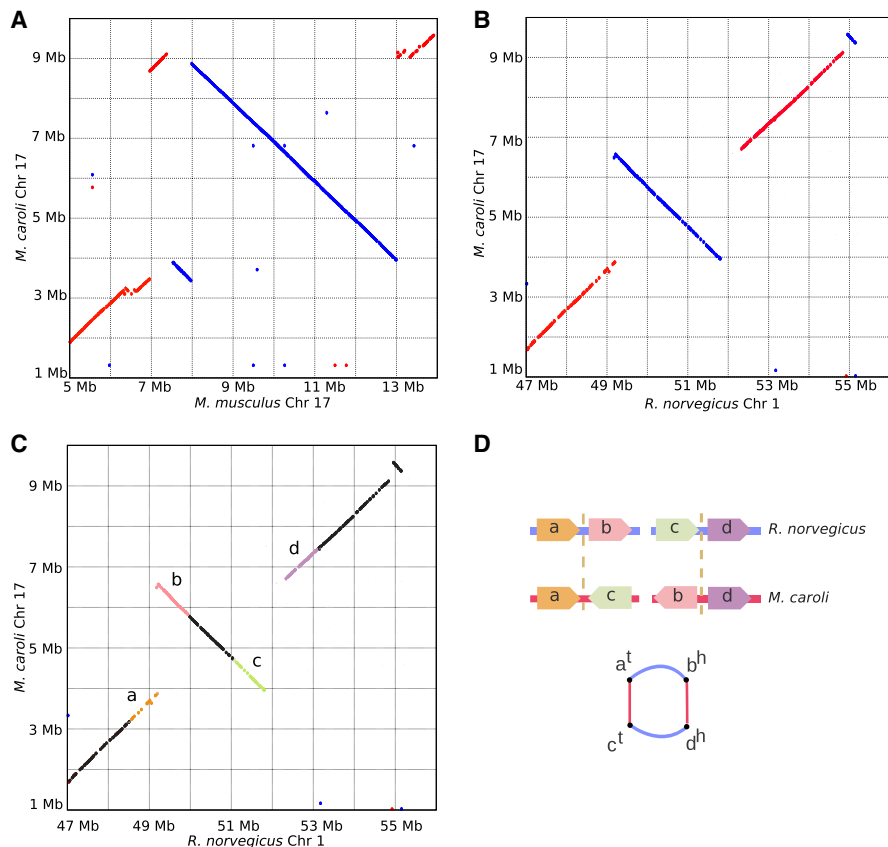 A
9 Mb
7 Mb
5 Mb
3 Mb
1 Mb
M. caroli Chr 17
5 Mb 7 Mb 9 Mb 11 Mb 13 Mb
M. musculus Chr 17
B
9 Mb
7 Mb
5 Mb
3 Mb
1 Mb
M. caroli Chr 17
47 Mb 49 Mb 51 Mb 53 Mb 55 Mb
R. norvegicus Chr 1
C
9 Mb
7 Mb
5 Mb
3 Mb
1 Mb
M. caroli Chr 17
d
b
c
a
47 Mb 49 Mb 51 Mb 53 Mb 55 Mb
R. norvegicus Chr 1
D
a b c d R. norvegicus
a c b d M. caroli
a^t b^h
c^t d^h